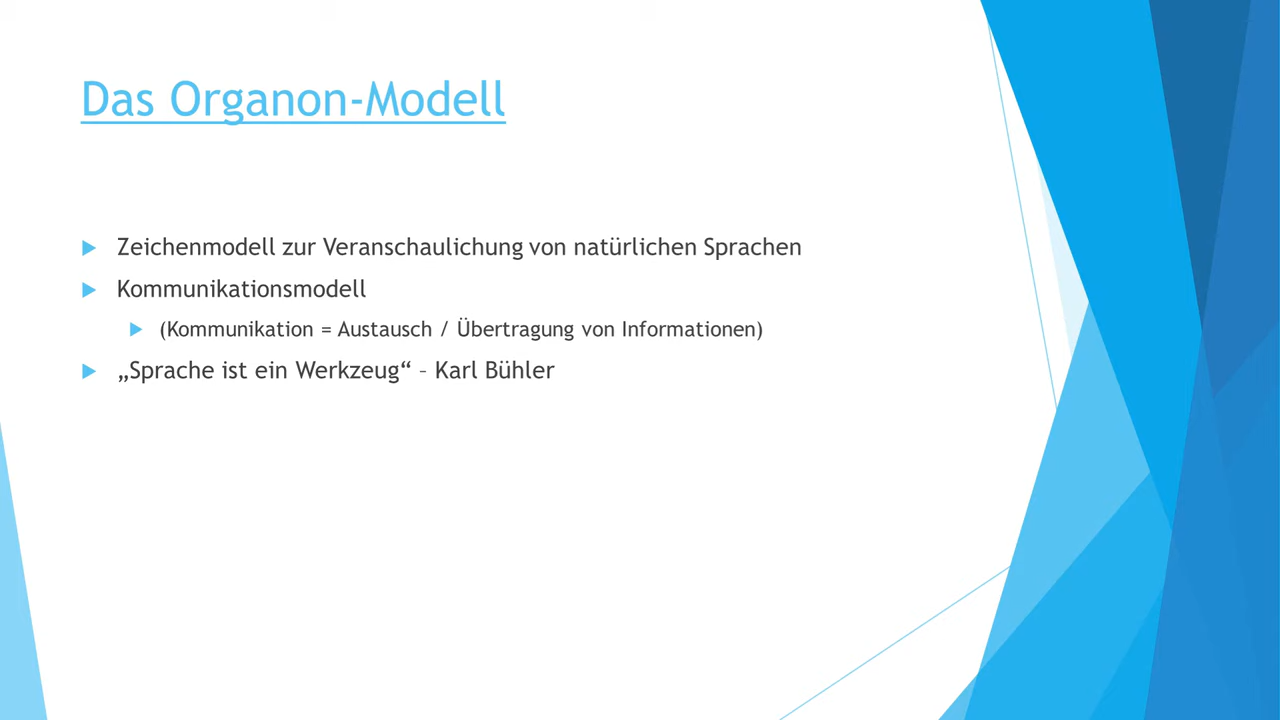 Das Organon-Modell
Zeichenmodell zur Veranschaulichung von natürlichen Sprachen
Kommunikationsmodell
(Kommunikation = Austausch / Übertragung von Informationen)
„Sprache ist ein Werkzeug“ – Karl Bühler